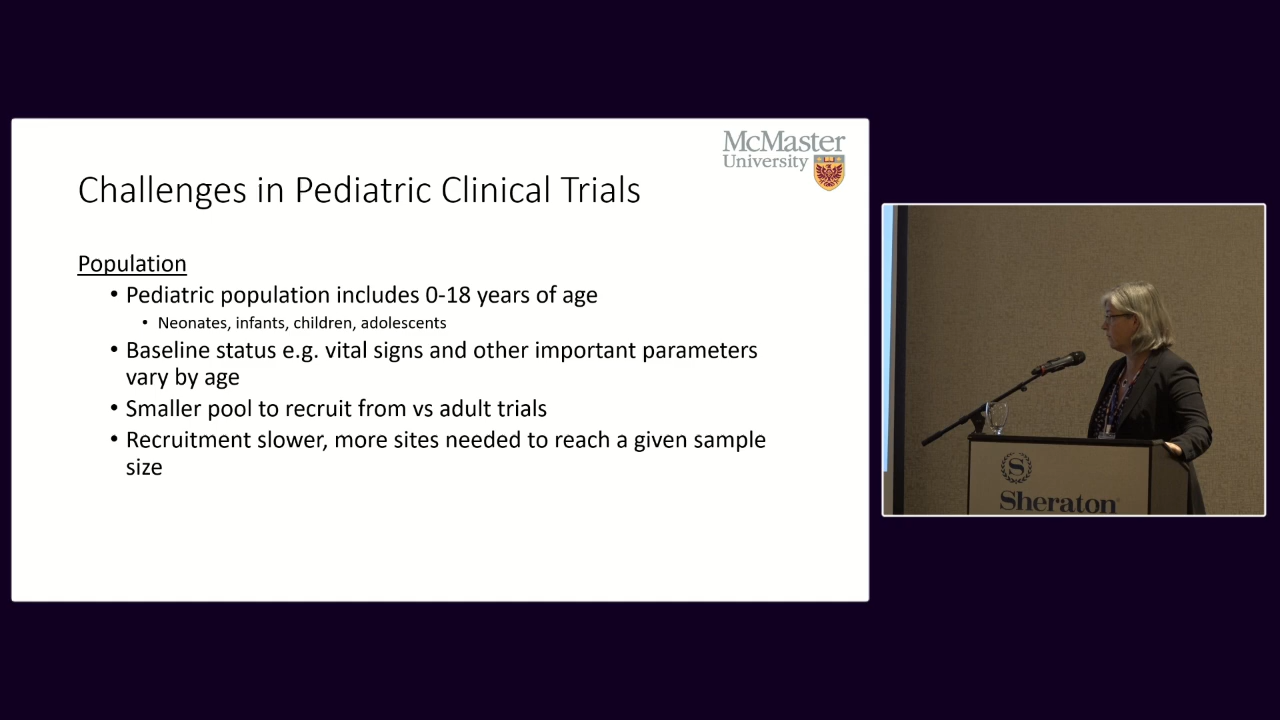 McMaster
University
Challenges in Pediatric Clinical Trials
Population
• Pediatric population includes 0-18 years of age
• Neonates, infants, children, adolescents
• Baseline status e.g. vital signs and other important parameters
vary by age
• Smaller pool to recruit from vs adult trials
• Recruitment slower, more sites needed to reach a given sample
size
S
Sheraton